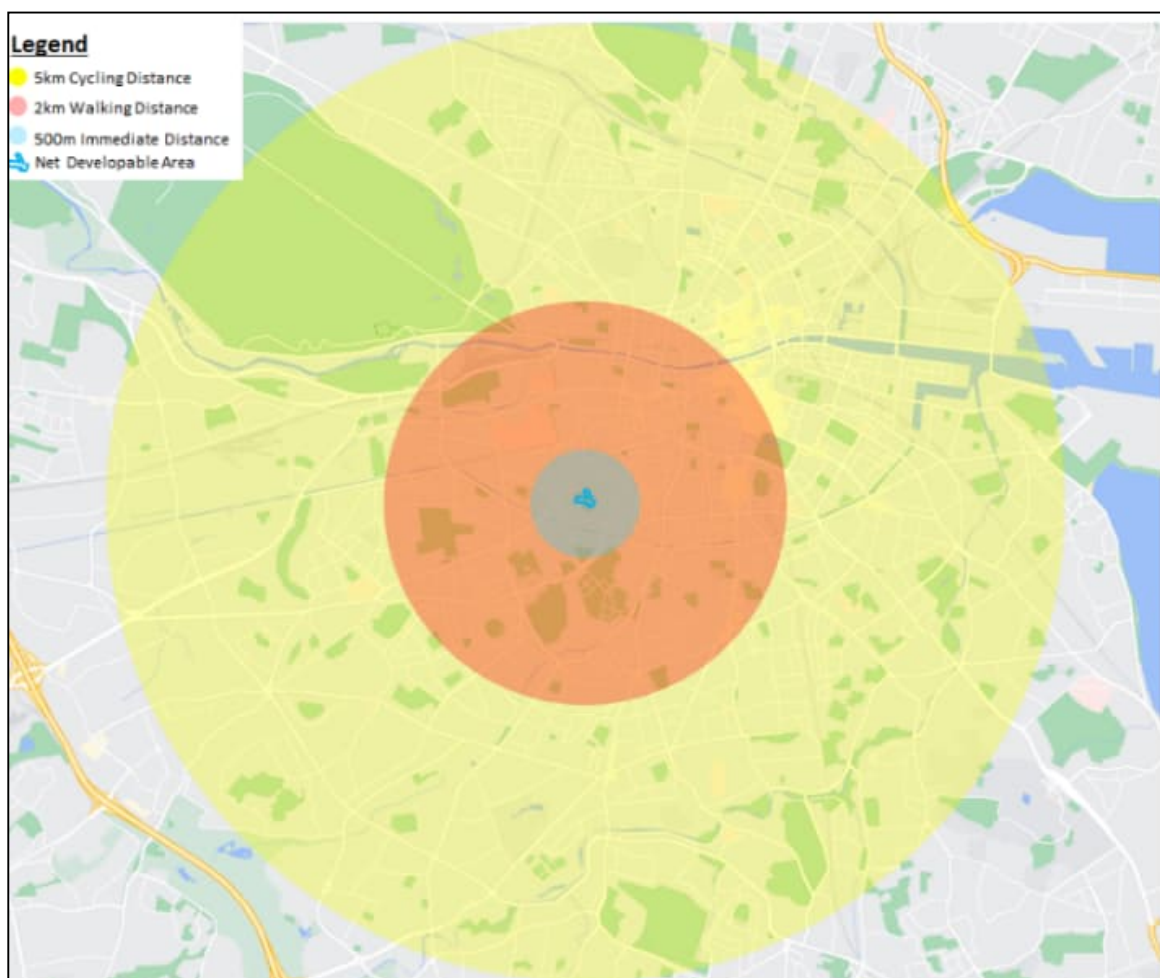 Legend
5km Cycling Distance
2km Walking Distance
500m Immediate Distance
Net Developable Area